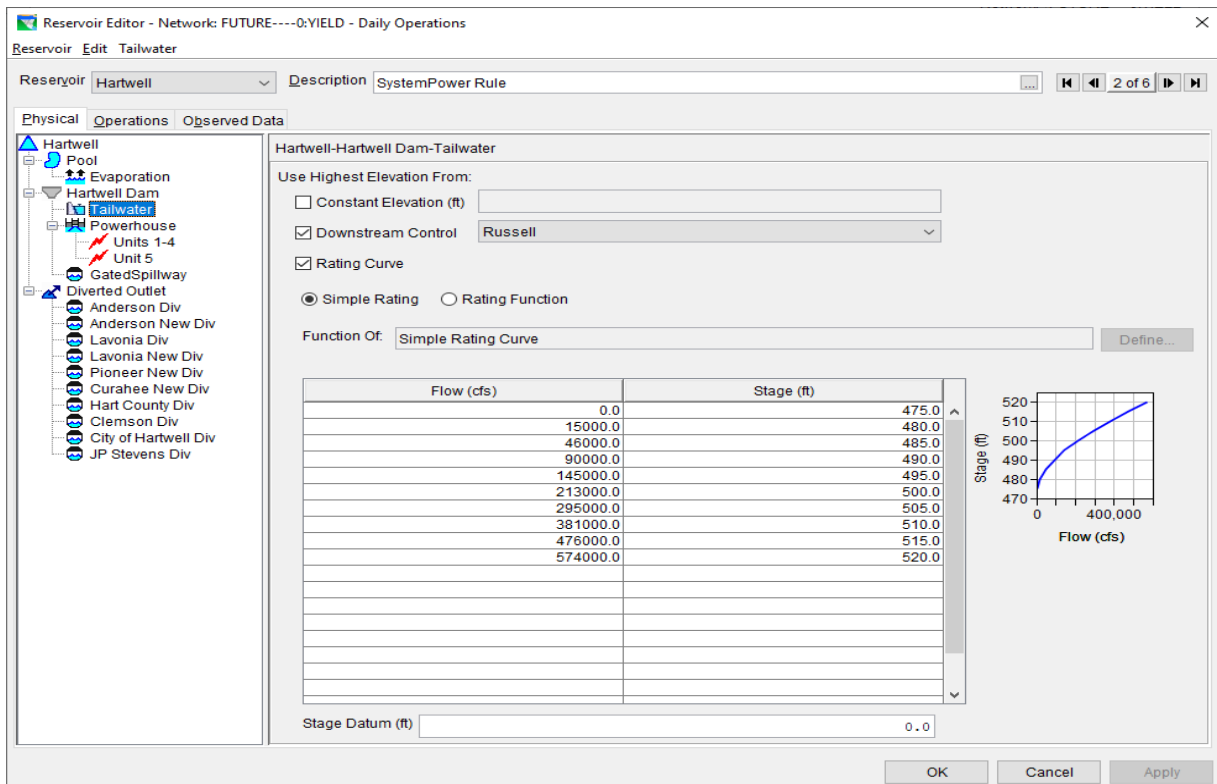 Reservoir Editor - Network: FUTURE----0:YIELD - Daily Operations
Reservoir Edit Tailwater
Reservoir Hartwell Description SystemPower Rule ... 2 of 6
Physical Operations Observed Data
Hartwell
Pool
Evaporation
Hartwell Dam
Tailwater
Powerhouse
Units 1-4
Unit 5
GatedSpillway
Diverted Outlet
Anderson Div
Anderson New Div
Lavonia Div
Lavonia New Div
Pioneer New Div
Curahee New Div
Hart County Div
Clemson Div
City of Hartwell Div
JP Stevens Div
Hartwell-Hartwell Dam-Tailwater
Use Highest Elevation From:
Constant Elevation (ft)
Downstream Control Russell
Rating Curve
Simple Rating Rating Function
Function Of: Simple Rating Curve Define...
Flow (cfs) Stage (ft)
0.0 475.0
15000.0 480.0
46000.0 485.0
90000.0 490.0
145000.0 495.0
213000.0 500.0
295000.0 505.0
381000.0 510.0
476000.0 515.0
574000.0 520.0
Stage (ft)
520
510
500
490
480
470
0 400,000
Flow (cfs)
Stage Datum (ft) 0.0
OK Cancel Apply